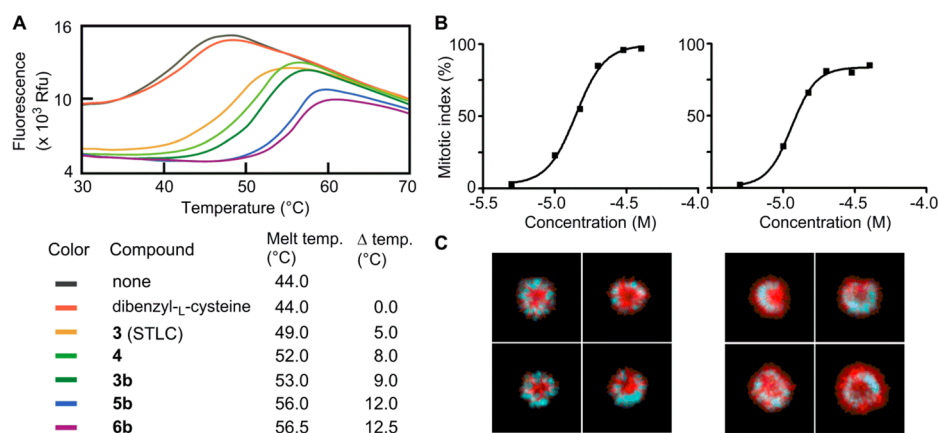 A
16
10
4
Fluorescence
(x 10³ Rfu)
30 40 50 60 70
Temperature (°C)
Color Compound Melt temp. (°C) Δ temp. (°C)
none 44.0
dibenzyl-L-cysteine 44.0 0.0
3 (STLC) 49.0 5.0
4 52.0 8.0
3b 53.0 9.0
5b 56.0 12.0
6b 56.5 12.5
B
Mitotic index (%)
100
50
0
-5.5 -5.0 -4.5 -4.0
Concentration (M)
100
50
0
-5.0 -4.5 -4.0
Concentration (M)
C